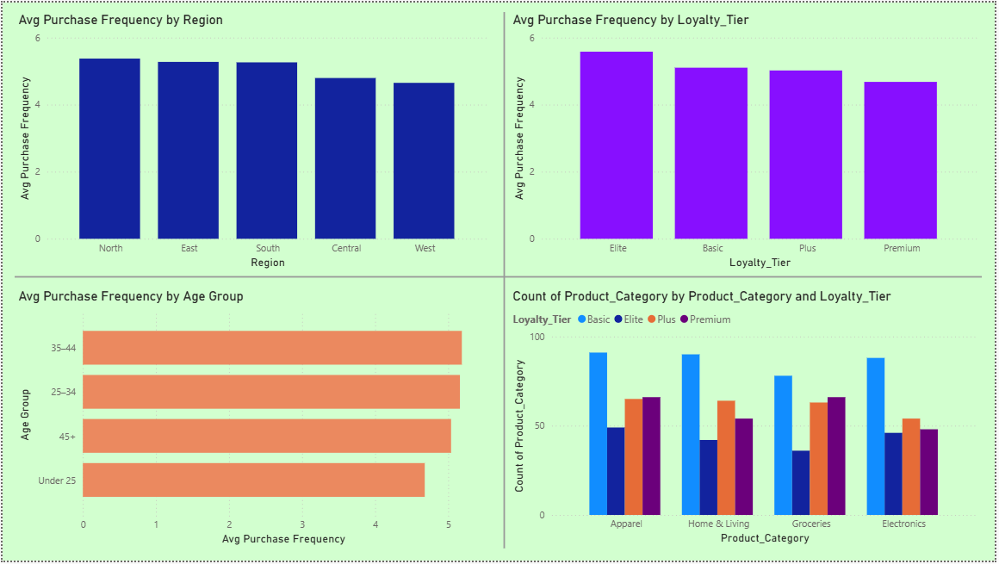 Avg Purchase Frequency by Region
6
4
2
0
Avg Purchase Frequency
North East South Central West
Region
Avg Purchase Frequency by Loyalty_Tier
6
4
2
0
Avg Purchase Frequency
Elite Basic Plus Premium
Loyalty_Tier
Avg Purchase Frequency by Age Group
Age Group
35–44
25–34
45+
Under 25
0 1 2 3 4 5
Avg Purchase Frequency
Count of Product_Category by Product_Category and Loyalty_Tier
Loyalty_Tier Basic Elite Plus Premium
100
50
0
Count of Product_Category
Apparel Home & Living Groceries Electronics
Product_Category